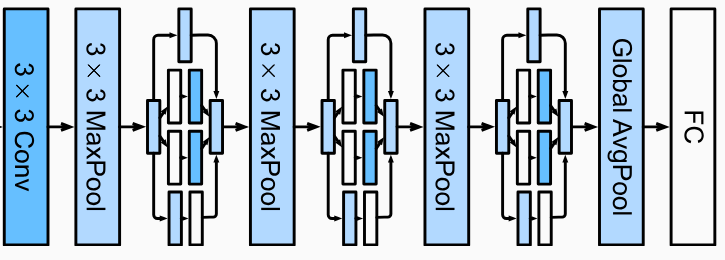 3 × 3 Conv
3 × 3 MaxPool
3 × 3 MaxPool
3 × 3 MaxPool
Global AvgPool
FC